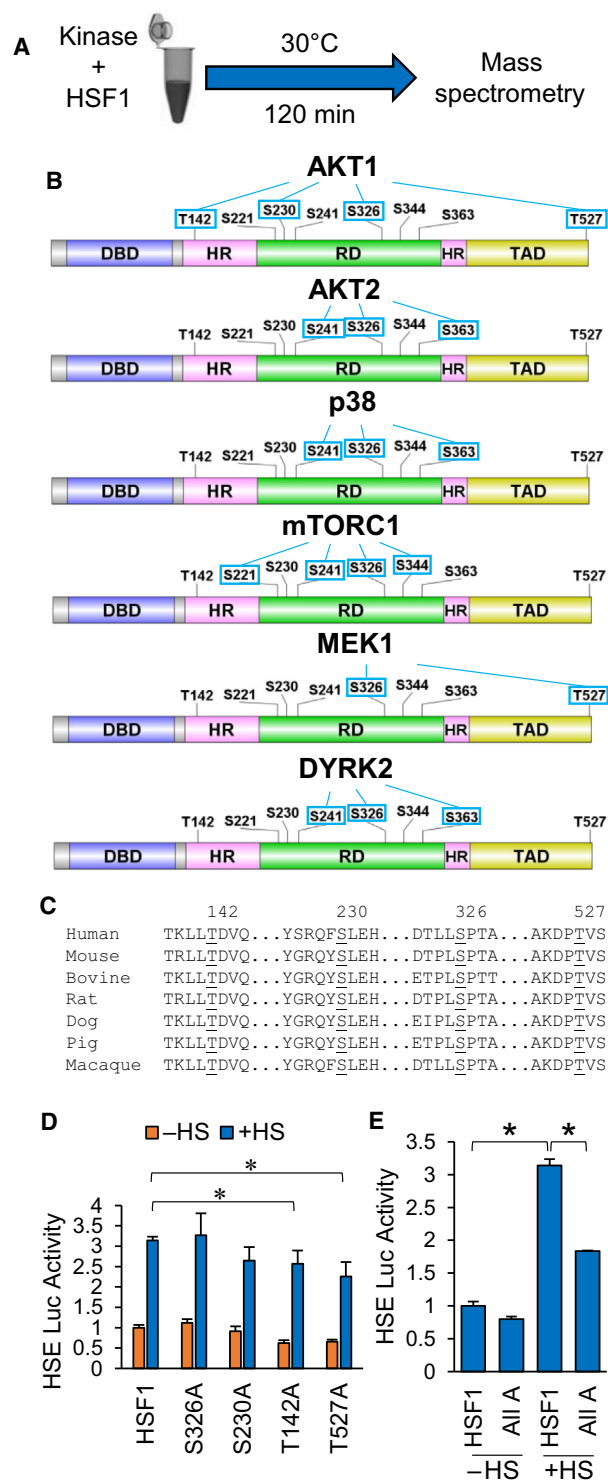 A
Kinase
+
HSF1
30°C
120 min
Mass
spectrometry
B
AKT1
T142 S221 S230 S241 S326 S344 S363 T527
DBD HR RD HR TAD
AKT2
T142 S221 S230 S241 S326 S344 S363 T527
DBD HR RD HR TAD
p38
T142 S221 S230 S241 S326 S344 S363 T527
DBD HR RD HR TAD
mTORC1
T142 S221 S230 S241 S326 S344 S363 T527
DBD HR RD HR TAD
MEK1
T142 S221 S230 S241 S326 S344 S363 T527
DBD HR RD HR TAD
DYRK2
T142 S221 S230 S241 S326 S344 S363 T527
DBD HR RD HR TAD
C
142 230 326 527
Human TKLLTDVQ...YSRQFSLEH...DTLLSPTA...AKDPTVS
Mouse TRLLTDVQ...YGRQYSLEH...DTPLSPTA...AKDPTVS
Bovine TKLLTDVQ...YGRQFSLEH...ETPLSPTT...AKDPTVS
Rat TRLLTDVQ...YGRQYSLEH...ETPLSPTA...AKDPTVS
Dog TKLLTDVQ...YGRQYSLEH...EIPLSPTA...AKDPTVS
Pig TKLLTDVQ...YGRQYSLEH...ETPLSPTA...AKDPTVS
Macaque TKLLTDVQ...YGRQFSLEH...DTLLSPTA...AKDPTVS
D
–HS +HS
*
*
HSE Luc Activity
4
3.5
3
2.5
2
1.5
1
0.5
0
HSF1
S326A
S230A
T142A
T527A
E
* *
HSE Luc Activity
3.5
3
2.5
2
1.5
1
0.5
0
HSF1
All A
HSF1
All A
–HS +HS